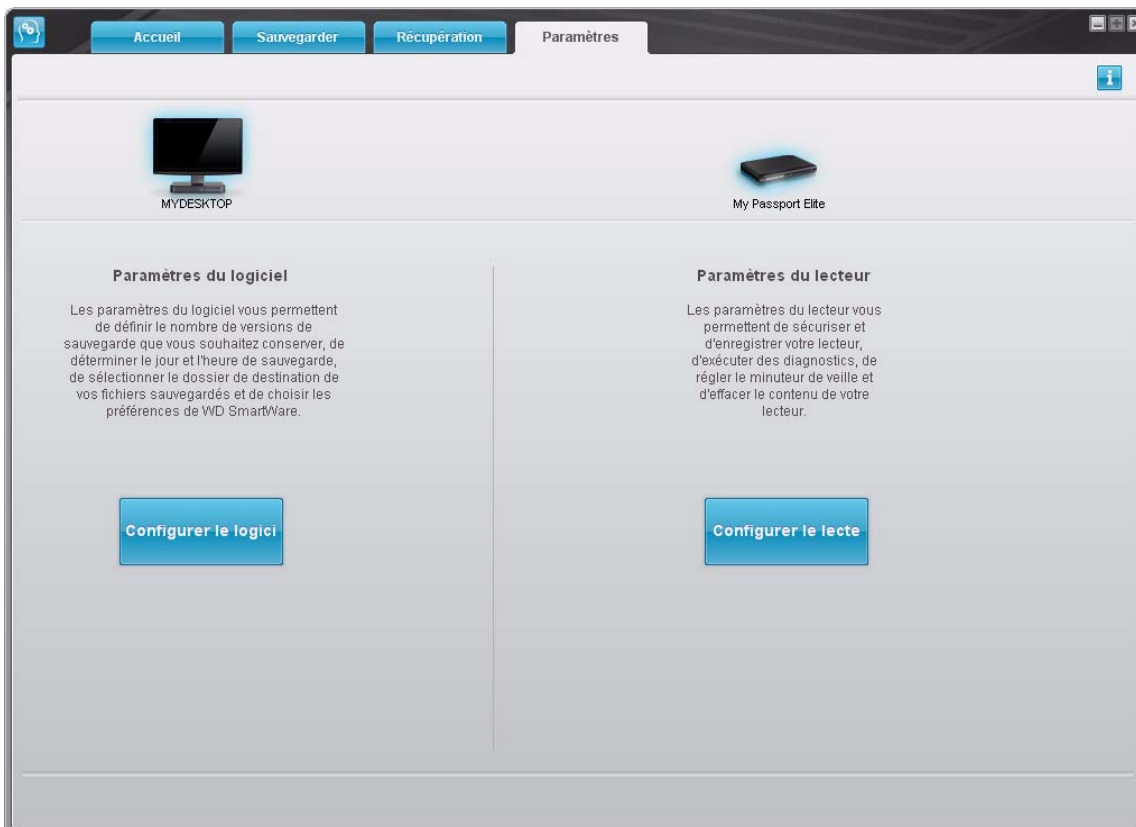 Accueil
Sauvegarder
Récupération
Paramètres
MYDESKTOP
My Passport Elite
Paramètres du logiciel
Les paramètres du logiciel vous permettent
de définir le nombre de versions de
sauvegarde que vous souhaitez conserver, de
déterminer le jour et l'heure de sauvegarde,
de sélectionner le dossier de destination de
vos fichiers sauvegardés et de choisir les
préférences de WD SmartWare.
Configurer le logici
Paramètres du lecteur
Les paramètres du lecteur vous
permettent de sécuriser et
d'enregistrer votre lecteur,
d'exécuter des diagnostics, de
régler le minuteur de veille et
d'effacer le contenu de votre
lecteur.
Configurer le lecte